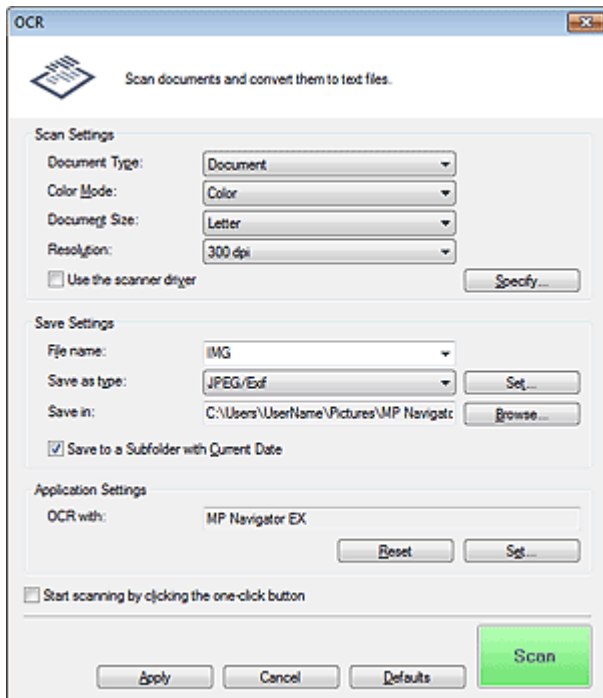 OCR
Scan documents and convert them to text files.
Scan Settings
Document Type: Document
Color Mode: Color
Document Size: Letter
Resolution: 300 dpi
Use the scanner driver Specify...
Save Settings
File name: IMG
Save as type: JPEG/Exif Set...
Save in: C:\Users\UserName\Pictures\MP Navigatc Browse...
Save to a Subfolder with Current Date
Application Settings
OCR with: MP Navigator EX
Reset Set...
Start scanning by clicking the one-click button
Scan
Apply Cancel Defaults